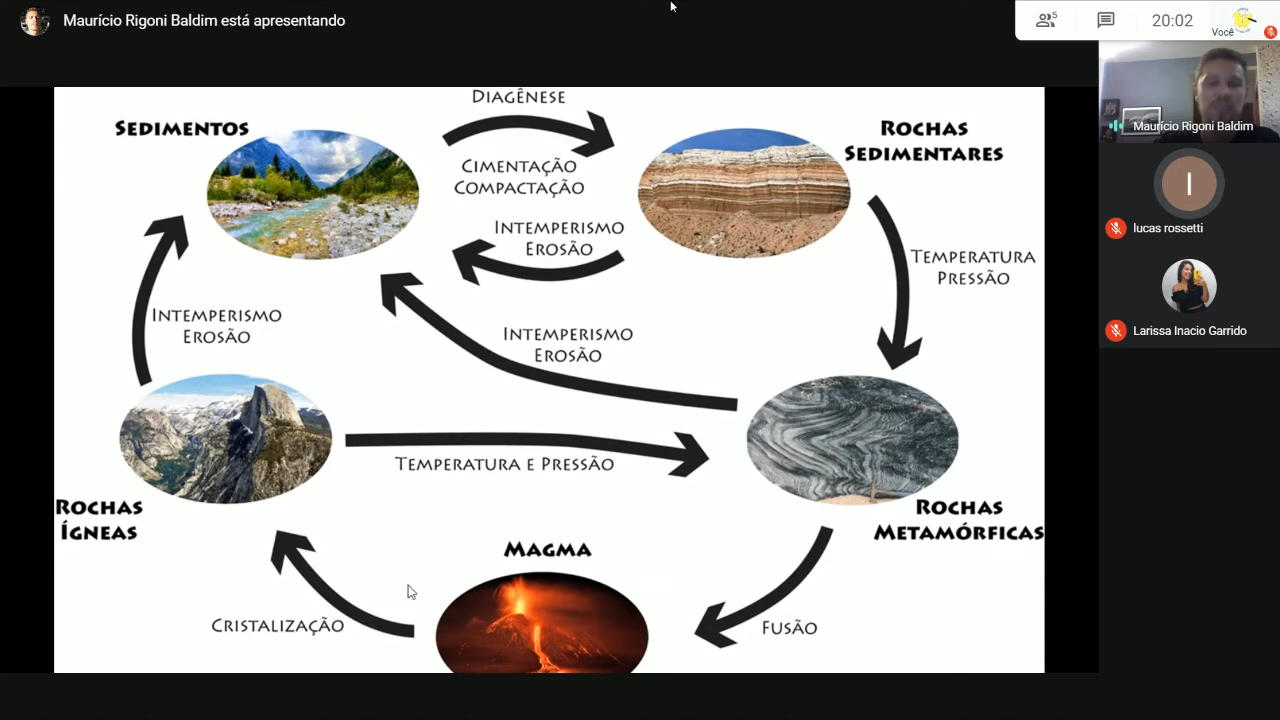 Maurício Rigoni Baldim está apresentando
5
20:02
Você
Maurício Rigoni Baldim
I
lucas rossetti
Larissa Inacio Garrido
DIAGÊNESE
SEDIMENTOS
ROCHAS
SEDIMENTARES
CIMENTAÇÃO
COMPACTAÇÃO
INTEMPERISMO
EROSÃO
TEMPERATURA
PRESSÃO
INTEMPERISMO
EROSÃO
INTEMPERISMO
EROSÃO
TEMPERATURA E PRESSÃO
ROCHAS
ÍGNEAS
ROCHAS
METAMÓRFICAS
MAGMA
CRISTALIZAÇÃO
FUSÃO